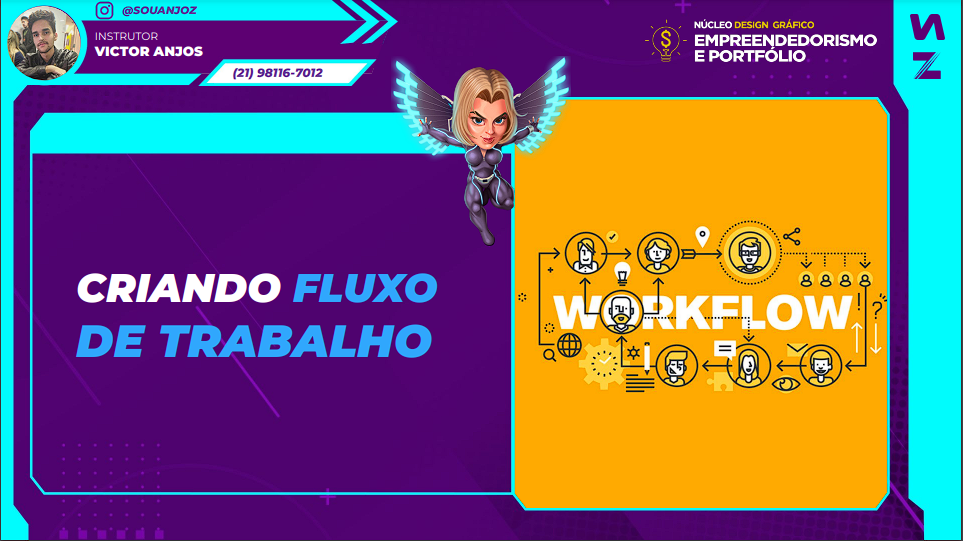 @SOUANJOZ
INSTRUTOR
VICTOR ANJOS
(21) 98116-7012
NÚCLEO DESIGN GRÁFICO
EMPREENDEDORISMO
E PORTFÓLIO
CRIANDO FLUXO
DE TRABALHO
WORKFLOW